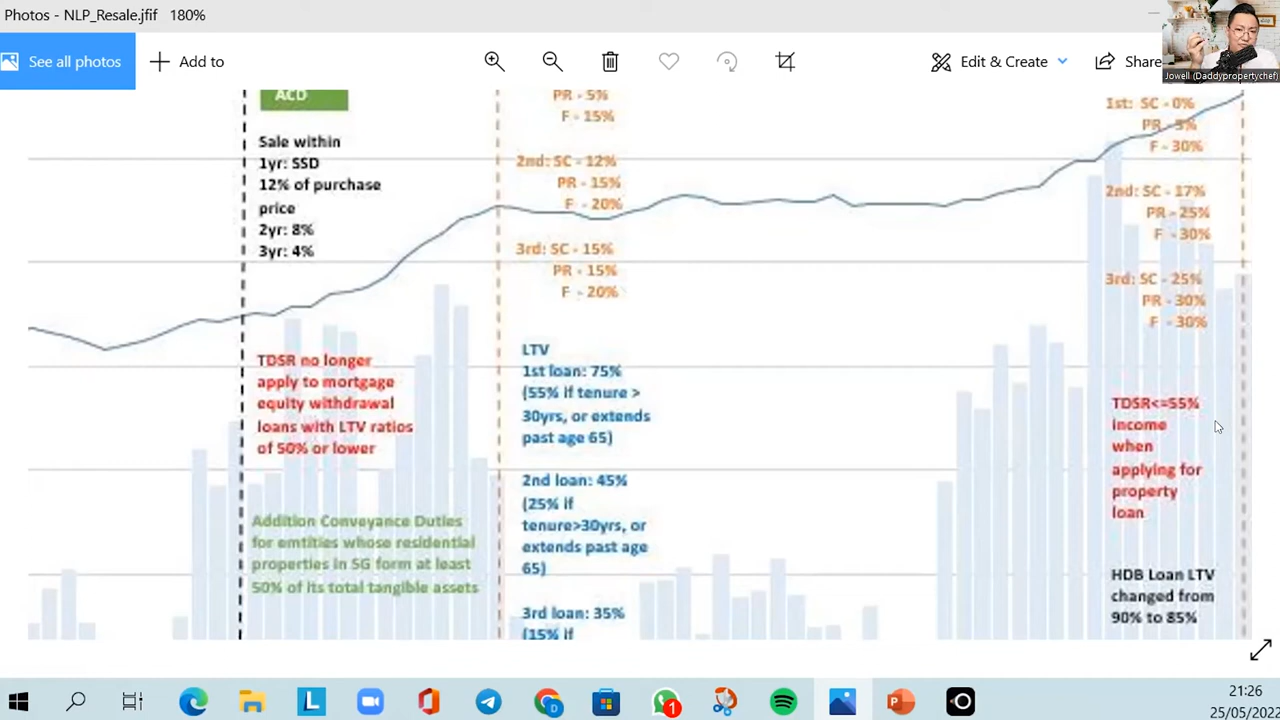 Photos - NLP_Resale.jfif 180%
See all photos
Add to
Edit & Create
Share
Jowell (Daddypropertychef)
ACD
Sale within
1yr: SSD
12% of purchase
price
2yr: 8%
3yr: 4%
TDSR no longer
apply to mortgage
equity withdrawal
loans with LTV ratios
of 50% or lower
Addition Conveyance Duties
for emtities whose residential
properties in SG form at least
50% of its total tangible assets
PR - 5%
F - 15%
2nd: SC - 12%
PR - 15%
F - 20%
3rd: SC - 15%
PR - 15%
F - 20%
LTV
1st loan: 75%
(55% if tenure >
30yrs, or extends
past age 65)
2nd loan: 45%
(25% if
tenure>30yrs, or
extends past age
65)
3rd loan: 35%
(15% if
1st: SC - 0%
PR - 5%
F - 30%
2nd: SC - 17%
PR - 25%
F - 30%
3rd: SC - 25%
PR - 30%
F - 30%
TDSR<=55%
income
when
applying for
property
loan
HDB Loan LTV
changed from
90% to 85%
1
21:26
25/05/2022